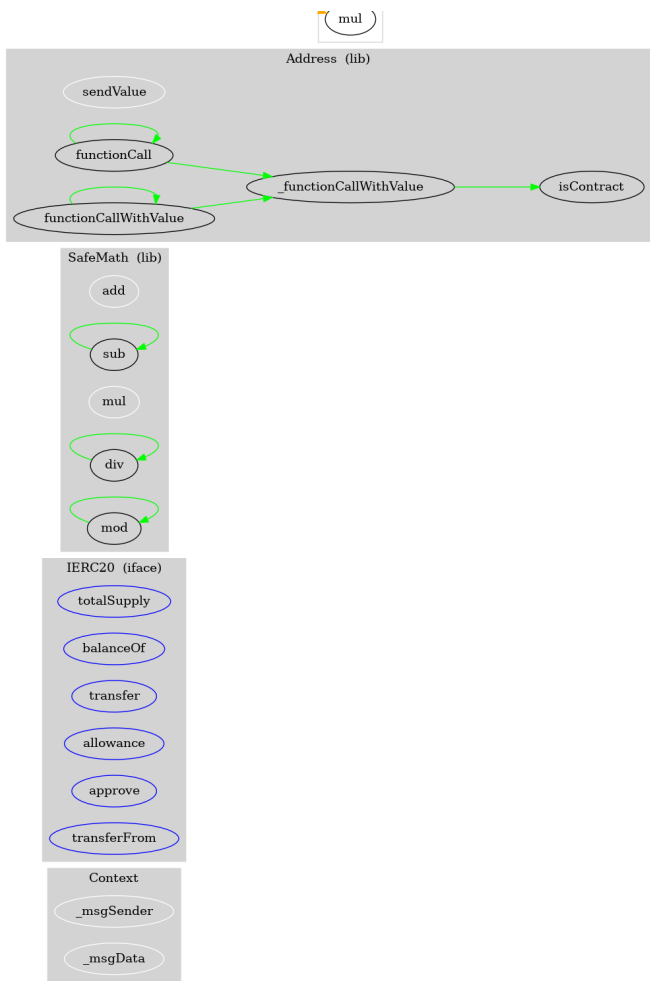 mul
Address (lib)
sendValue
functionCall
_functionCallWithValue
isContract
functionCallWithValue
SafeMath (lib)
add
sub
mul
div
mod
IERC20 (iface)
totalSupply
balanceOf
transfer
allowance
approve
transferFrom
Context
_msgSender
_msgData